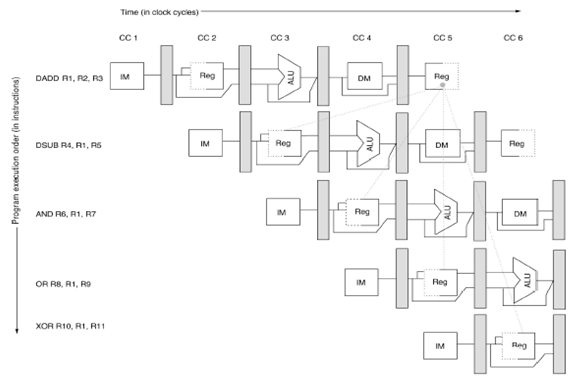 Time (in clock cycles)
CC 1 CC 2 CC 3 CC 4 CC 5 CC 6
Program execution order (in instructions)
DADD R1, R2, R3 IM Reg ALU DM Reg
DSUB R4, R1, R5 IM Reg ALU DM Reg
AND R6, R1, R7 IM Reg ALU DM
OR R8, R1, R9 IM Reg ALU
XOR R10, R1, R11 IM Reg